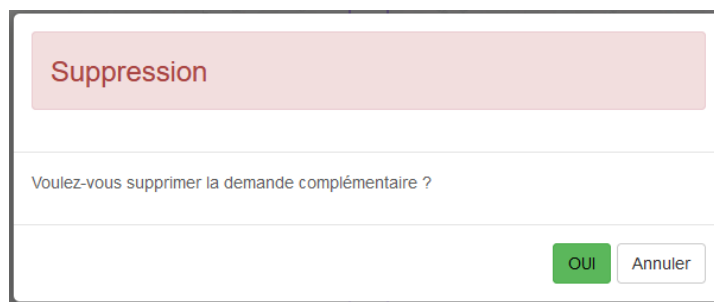 Suppression
Voulez-vous supprimer la demande complémentaire ?
OUI Annuler